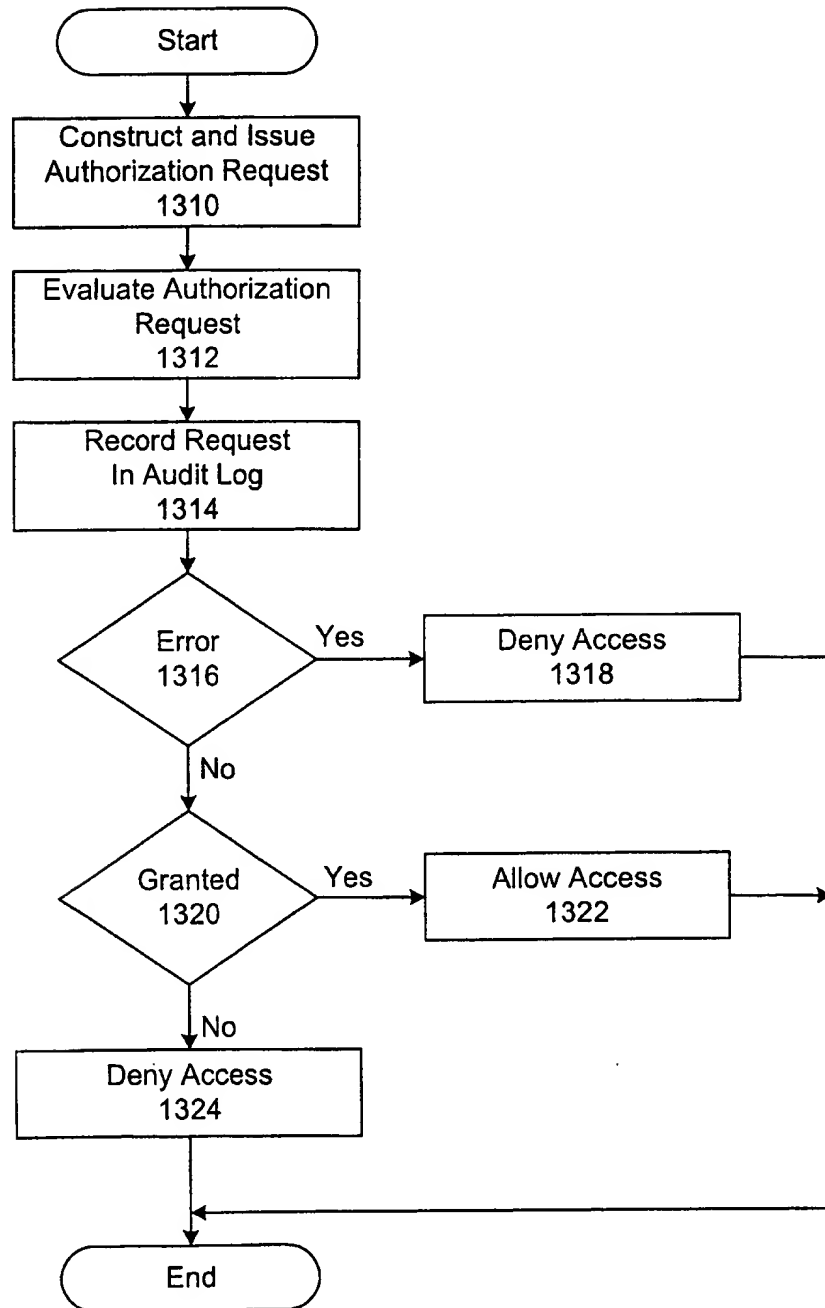 Start
Construct and Issue
Authorization Request
1310
Evaluate Authorization
Request
1312
Record Request
In Audit Log
1314
Error
1316
Yes
Deny Access
1318
No
Granted
1320
Yes
Allow Access
1322
No
Deny Access
1324
End